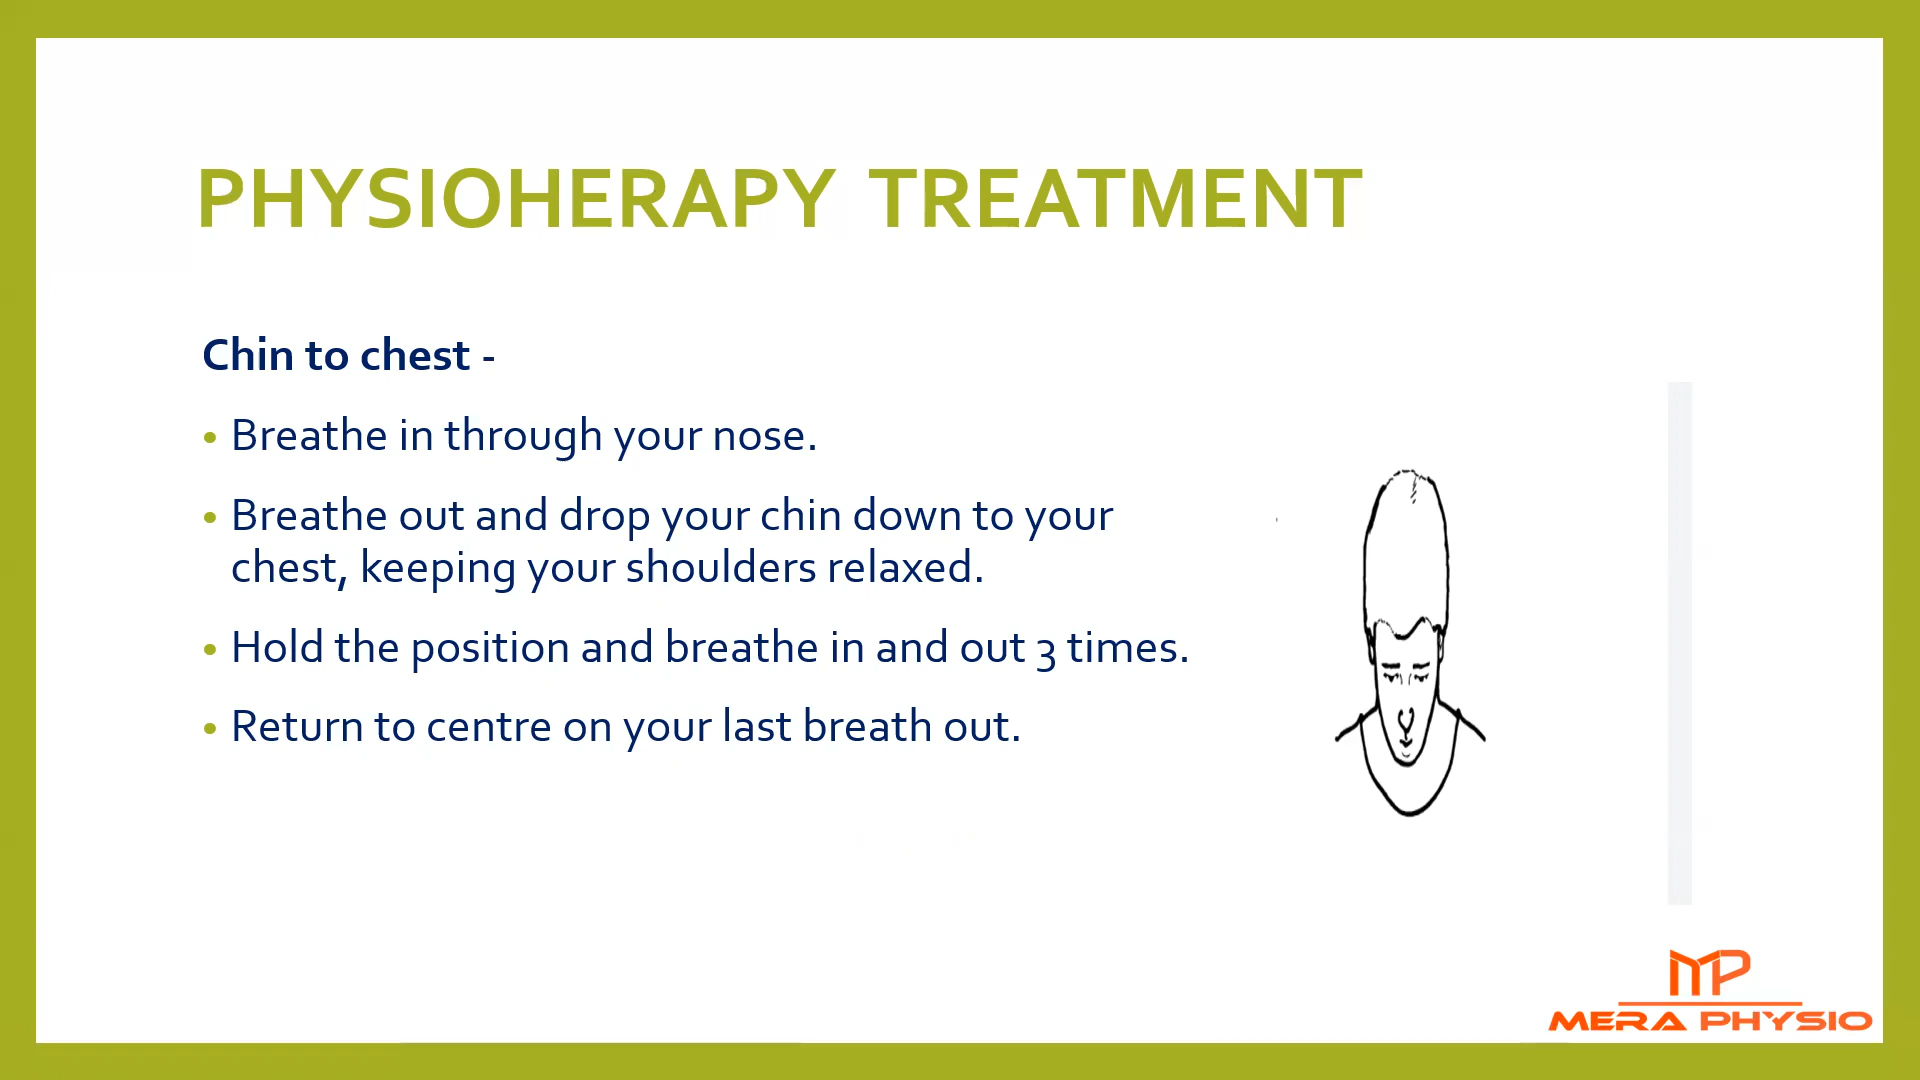 PHYSIOHERAPY TREATMENT
Chin to chest -
• Breathe in through your nose.
• Breathe out and drop your chin down to your
chest, keeping your shoulders relaxed.
• Hold the position and breathe in and out 3 times.
• Return to centre on your last breath out.
MP
MERA PHYSIO